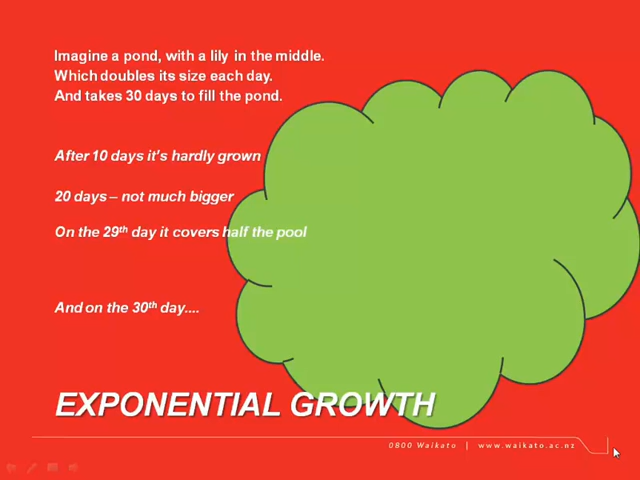 Imagine a pond, with a lily in the middle.
Which doubles its size each day.
And takes 30 days to fill the pond.
After 10 days it's hardly grown
20 days – not much bigger
On the 29th day it covers half the pool
And on the 30th day....
EXPONENTIAL GROWTH
0800 Waikato | www.waikato.ac.nz